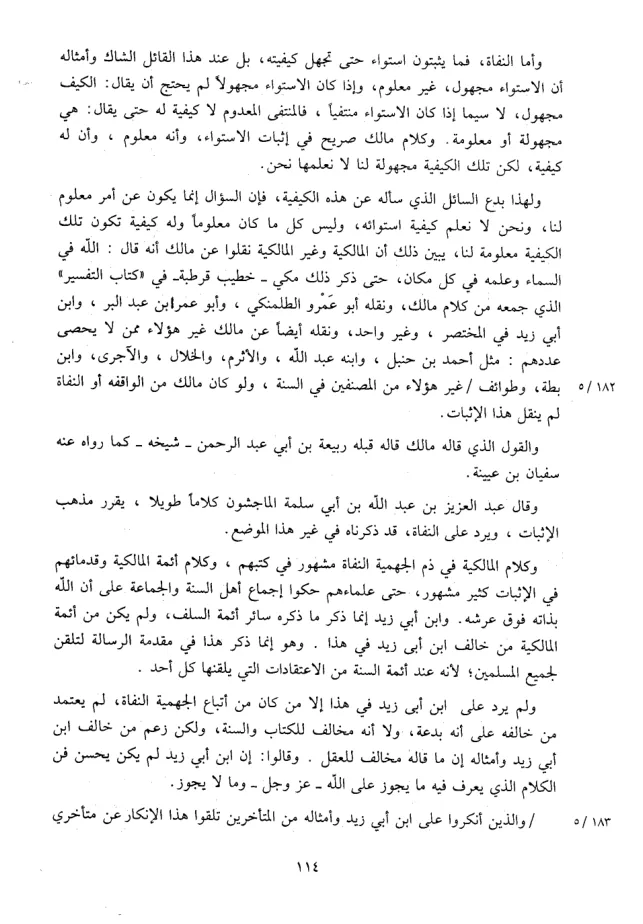 وأما النفاة، فما يثبتون استواء حتى تجهل كيفيته، بل عند هذا القائل الشاك وأمثاله
أن الاستواء مجهول، غير معلوم، وإذا كان الاستواء مجهولاً لم يحتج أن يقال: الكيف
مجهول، لا سيما إذا كان الاستواء منتفياً ، فالمنتفى المعدوم لا كيفية له حتى يقال: هي
مجهولة أو معلومة. وكلام مالك صريح في إثبات الاستواء، وأنه معلوم ، وأن له
كيفية، لكن تلك الكيفية مجهولة لنا لا نعلمها نحن.
ولهذا بدع السائل الذي سأله عن هذه الكيفية، فإن السؤال إنما يكون عن أمر معلوم
لنا، ونحن لا نعلم كيفية استوائه، وليس كل ما كان معلوماً وله كيفية تكون تلك
الكيفية معلومة لنا، يبين ذلك أن المالكية وغير المالكية نقلوا عن مالك أنه قال : الله في
السماء وعلمه في كل مكان، حتى ذكر ذلك مكي ـ خطيب قرطبة ـ في «كتاب التفسير»
الذي جمعه من كلام مالك، ونقله أبو عَمْرو الطلمنكي ، وأبو عمر ابن عبد البر ، وابن
أبي زيد في المختصر ، وغير واحد، ونقله أيضاً عن مالك غير هؤلاء ممن لا يحصى
عددهم : مثل أحمد بن حنبل ، وابنه عبد الله ، والأثرم، والخلال ، والآجرى، وابن
٥/١٨٢ بطة، وطوائف / غير هؤلاء من المصنفين في السنة ، ولو كان مالك من الواقفه أو النفاة
لم ينقل هذا الإثبات.
والقول الذي قاله مالك قاله قبله ربيعة بن أبي عبد الرحمن ـ شيخه ـ كما رواه عنه
سفيان بن عيينة.
وقال عبد العزيز بن عبد الله بن أبي سلمة الماجشون كلاماً طويلا ، يقرر مذهب
الإثبات ، ويرد على النفاة، قد ذكرناه في غير هذا الموضع.
وكلام المالكية في ذم الجهمية النفاة مشهور في كتبهم ، وكلام أئمة المالكية وقدمائهم
في الإثبات كثير مشهور، حتى علماءهم حكوا إجماع أهل السنة والجماعة على أن الله
بذاته فوق عرشه. وابن أبي زيد إنما ذكر ما ذكره سائر أئمة السلف، ولم يكن من أئمة
المالكية من خالف ابن أبى زيد في هذا . وهو إنما ذكر هذا في مقدمة الرسالة لتلقن
لجميع المسلمين؛ لأنه عند أئمة السنة من الاعتقادات التي يلقنها كل أحد .
ولم يرد على ابن أبى زيد في هذا إلا من كان من أتباع الجهمية النفاة، لم يعتمد
من خالفه على أنه بدعة، ولا أنه مخالف للكتاب والسنة، ولكن زعم من خالف ابن
أبي زيد وأمثاله إن ما قاله مخالف للعقل . وقالوا: إن ابن أبي زيد لم يكن يحسن فن
الكلام الذي يعرف فيه ما يجوز على الله ـ عز وجل ـ وما لا يجوز.
٥/١٨٣ / والذين أنكروا على ابن أبي زيد وأمثاله من المتأخرين تلقوا هذا الإنكار عن متأخري
١١٤